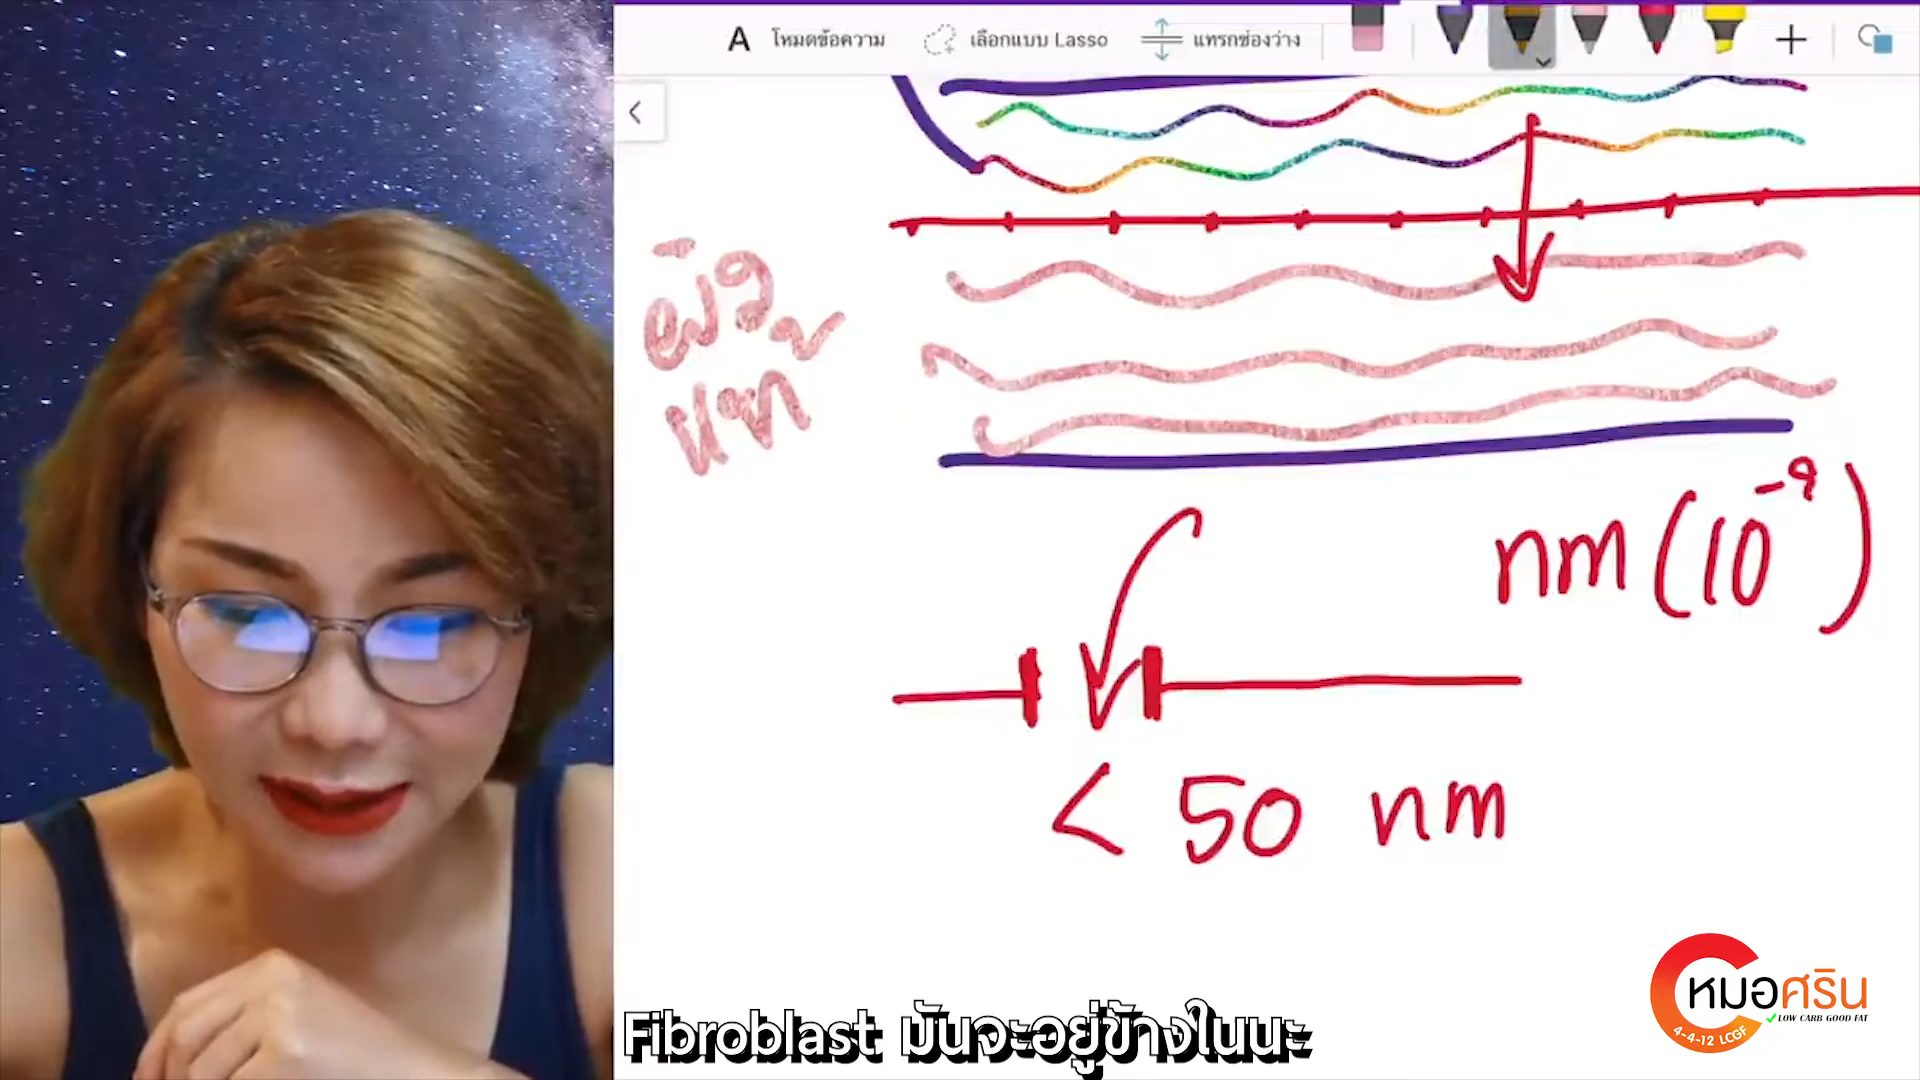 A โหมดข้อความ เลือกแบบ Lasso แทรกช่องว่าง
ผิว
แท้
nm (10⁻⁹)
< 50 nm
หมอศริน
LOW CARB GOOD FAT
4-4-12 LCGF
Fibroblast มันจะอยู่ข้างในนะ